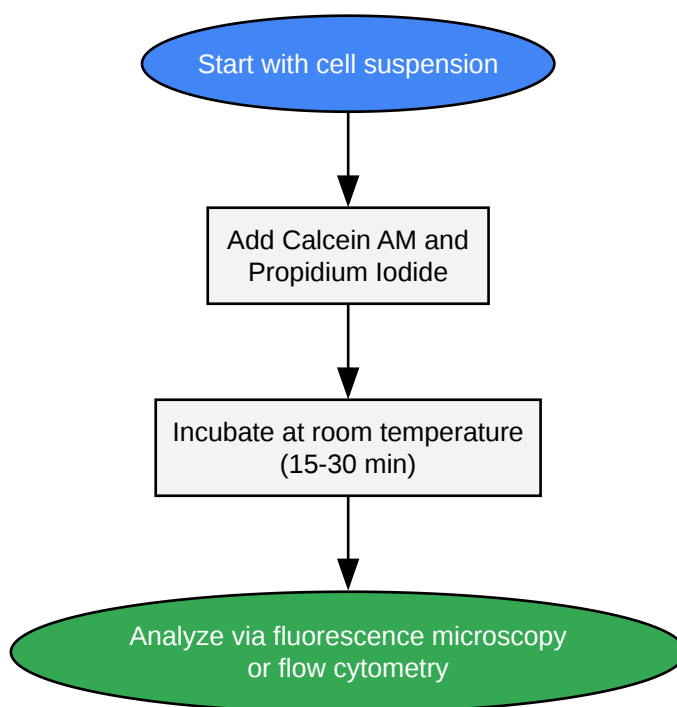 Start with cell suspension
Add Calcein AM and
Propidium Iodide
Incubate at room temperature
(15-30 min)
Analyze via fluorescence microscopy
or flow cytometry